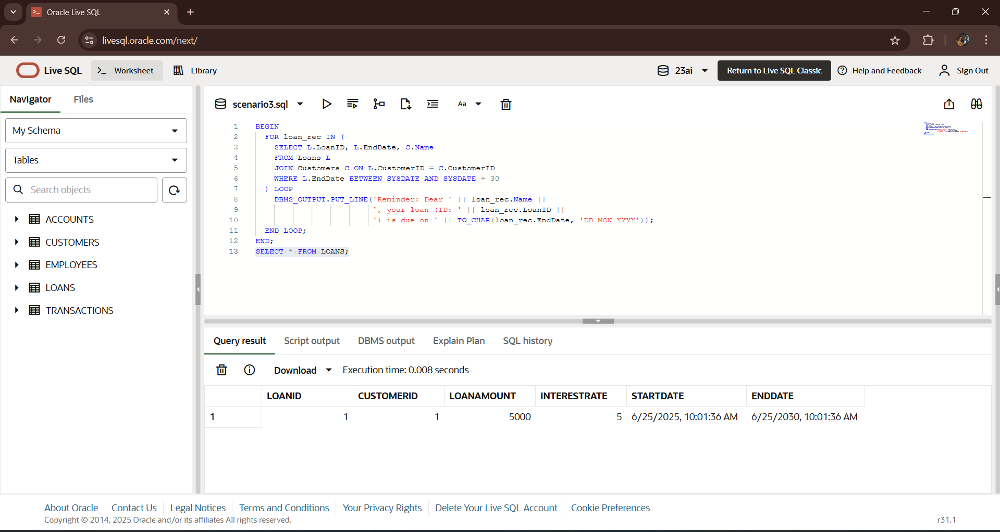 Oracle Live SQL
livesql.oracle.com/next/
Live SQL
Worksheet
Library
23ai
Return to Live SQL Classic
Help and Feedback
Sign Out
Navigator
Files
My Schema
Tables
Search objects
ACCOUNTS
CUSTOMERS
EMPLOYEES
LOANS
TRANSACTIONS
scenario3.sql
Aa
1 BEGIN
2 FOR loan_rec IN (
3 SELECT L.LoanID, L.EndDate, C.Name
4 FROM Loans L
5 JOIN Customers C ON L.CustomerID = C.CustomerID
6 WHERE L.EndDate BETWEEN SYSDATE AND SYSDATE + 30
7 ) LOOP
8 DBMS_OUTPUT.PUT_LINE('Reminder: Dear ' || loan_rec.Name ||
9 ', your loan (ID: ' || loan_rec.LoanID ||
10 ') is due on ' || TO_CHAR(loan_rec.EndDate, 'DD-MON-YYYY'));
11 END LOOP;
12 END;
13 SELECT * FROM LOANS;
Query result
Script output
DBMS output
Explain Plan
SQL history
Download
Execution time: 0.008 seconds
LOANID CUSTOMERID LOANAMOUNT INTERESTRATE STARTDATE ENDDATE
1 1 1 5000 5 6/25/2025, 10:01:36 AM 6/25/2030, 10:01:36 AM
About Oracle
Contact Us
Legal Notices
Terms and Conditions
Your Privacy Rights
Delete Your Live SQL Account
Cookie Preferences
Copyright © 2014, 2025 Oracle and/or its affiliates All rights reserved.
r31.1